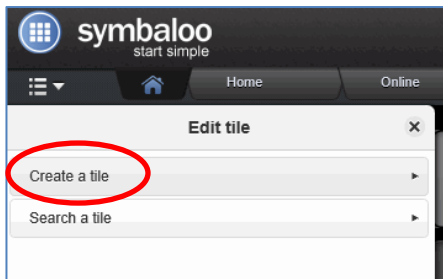 symbaloo
start simple
Home Online
Edit tile
Create a tile
Search a tile